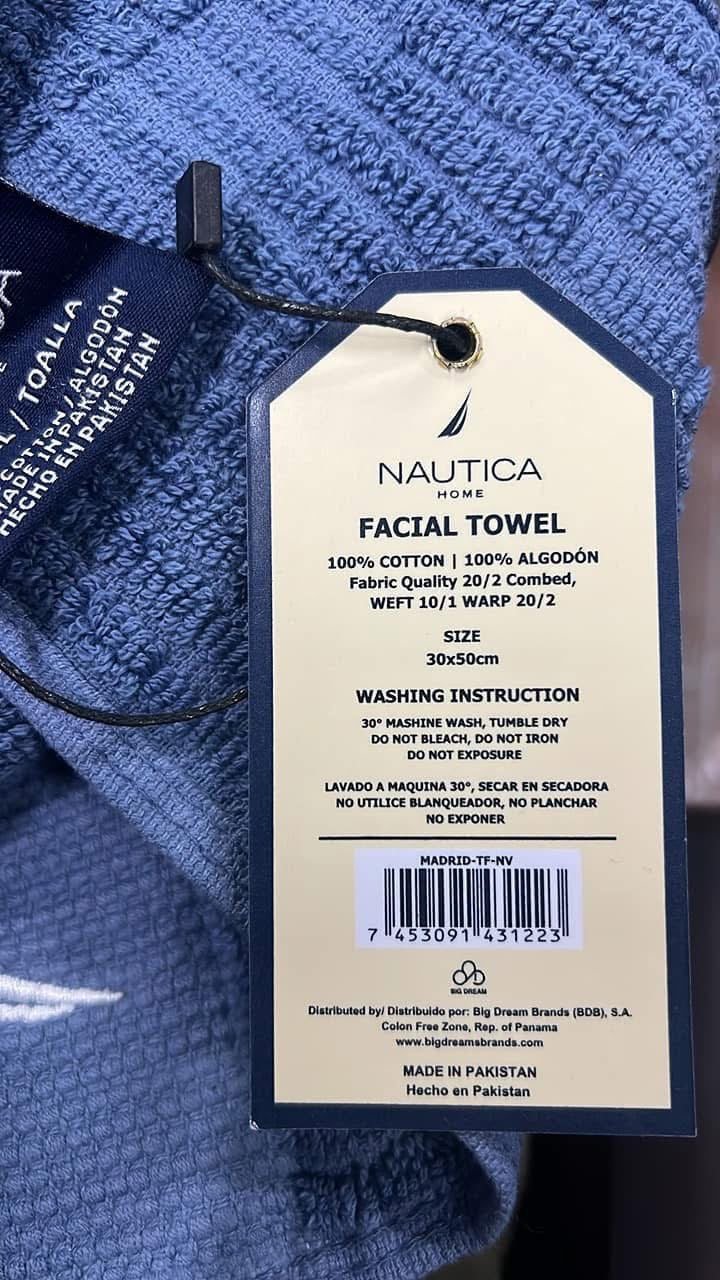 / TOALLA
COTTON / ALGODÓN
MADE IN PAKISTAN
HECHO EN PAKISTAN
NAUTICA
HOME
FACIAL TOWEL
100% COTTON | 100% ALGODÓN
Fabric Quality 20/2 Combed,
WEFT 10/1 WARP 20/2
SIZE
30x50cm
WASHING INSTRUCTION
30° MASHINE WASH, TUMBLE DRY
DO NOT BLEACH, DO NOT IRON
DO NOT EXPOSURE
LAVADO A MAQUINA 30°, SECAR EN SECADORA
NO UTILICE BLANQUEADOR, NO PLANCHAR
NO EXPONER
MADRID-TF-NV
7 453091 431223
BIG DREAM
Distributed by/ Distribuido por: Big Dream Brands (BDB), S.A.
Colon Free Zone, Rep. of Panama
www.bigdreamsbrands.com
MADE IN PAKISTAN
Hecho en Pakistan